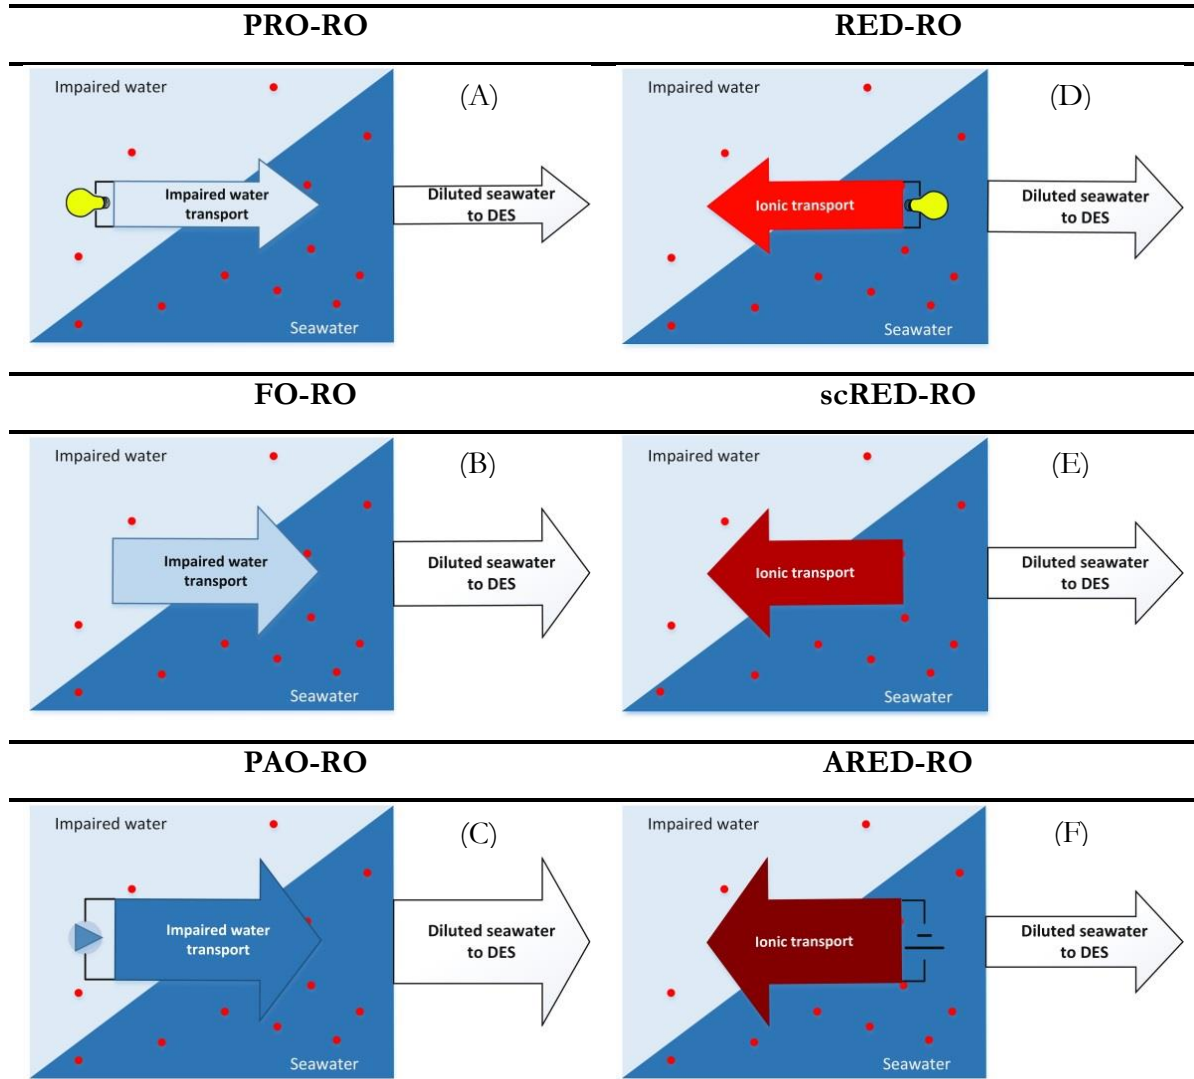 PRO-RO
RED-RO
Impaired water
(A)
Impaired water
transport
Diluted seawater
to DES
Seawater
Impaired water
(D)
Ionic transport
Diluted seawater
to DES
Seawater
FO-RO
scRED-RO
Impaired water
(B)
Impaired water
transport
Diluted seawater
to DES
Seawater
Impaired water
(E)
Ionic transport
Diluted seawater
to DES
Seawater
PAO-RO
ARED-RO
Impaired water
(C)
Impaired water
transport
Diluted seawater
to DES
Seawater
Impaired water
(F)
Ionic transport
Diluted seawater
to DES
Seawater